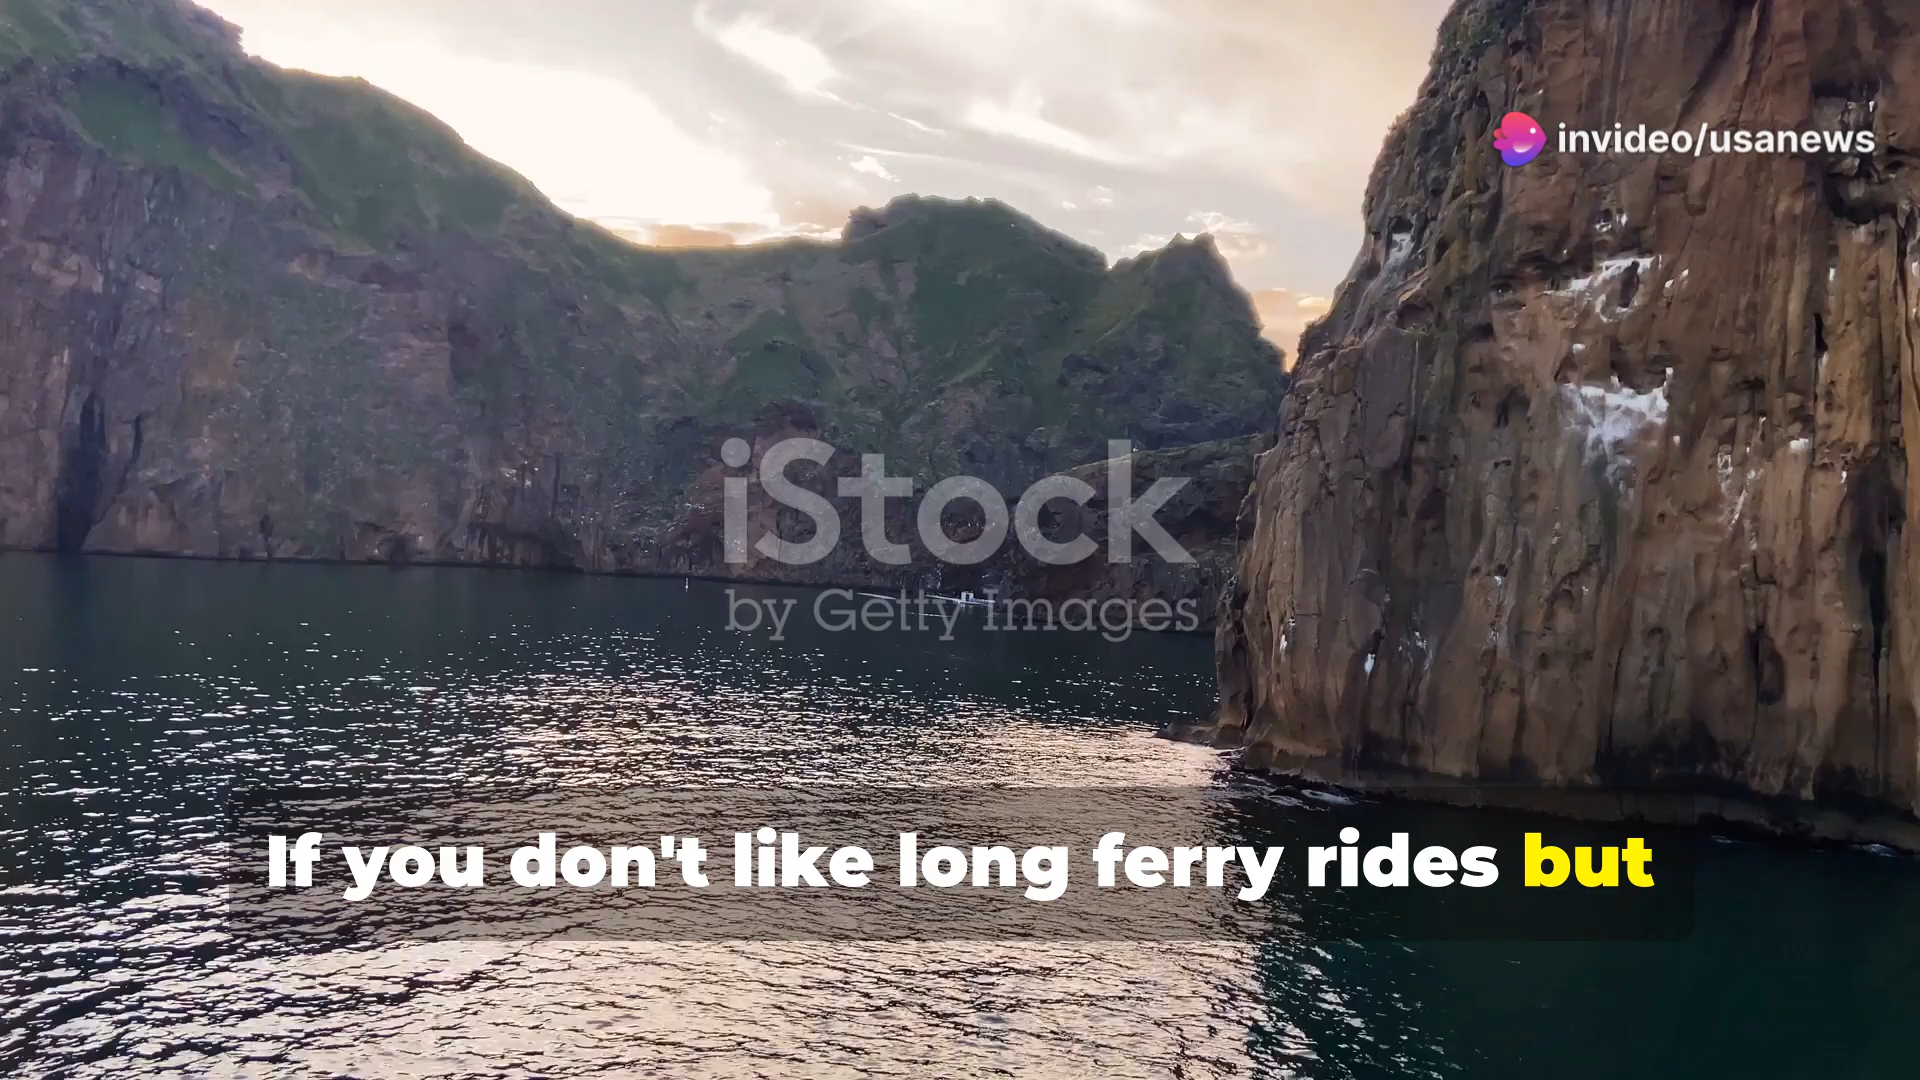 invideo/usanews
iStock
by Getty Images
If you don't like long ferry rides but